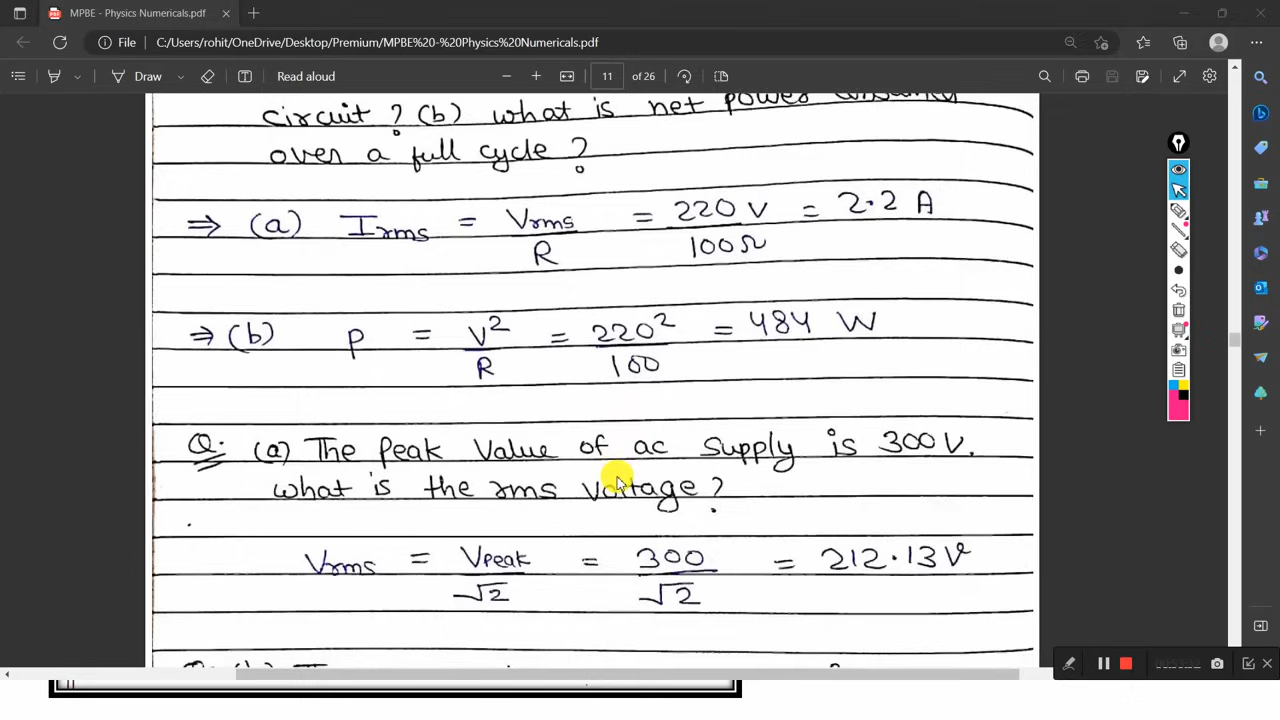 MPBE - Physics Numericals.pdf
File C:/Users/rohit/OneDrive/Desktop/Premium/MPBE%20-%20Physics%20Numericals.pdf
Draw Read aloud 11 of 26
circuit ? (b) what is net power
over a full cycle ?
⇒ (a) Irms = Vrms / R = 220 V / 100Ω = 2.2 A
⇒ (b) P = V² / R = 220² / 100 = 484 W
Q: (a) The Peak Value of ac Supply is 300 V.
what is the rms voltage ?
Vrms = VPeak / √2 = 300 / √2 = 212.13 V